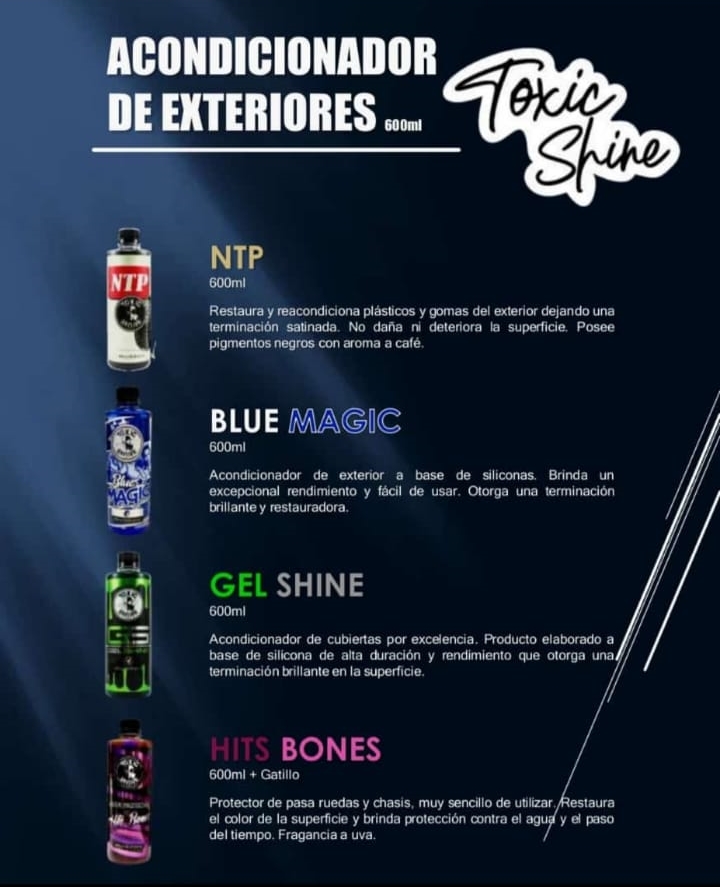 ACONDICIONADOR
DE EXTERIORES 600ml
Toxic
Shine
NTP
600ml
Restaura y reacondiciona plásticos y gomas del exterior dejando una
terminación satinada. No daña ni deteriora la superficie. Posee
pigmentos negros con aroma a café.
NTP
BLUE MAGIC
600ml
Acondicionador de exterior a base de siliconas. Brinda un
excepcional rendimiento y fácil de usar. Otorga una terminación
brillante y restauradora.
Blue
MAGIC
GEL SHINE
600ml
Acondicionador de cubiertas por excelencia. Producto elaborado a
base de silicona de alta duración y rendimiento que otorga una
terminación brillante en la superficie.
GS
HITS BONES
600ml + Gatillo
Protector de pasa ruedas y chasis, muy sencillo de utilizar. Restaura
el color de la superficie y brinda protección contra el agua y el paso
del tiempo. Fragancia a uva.